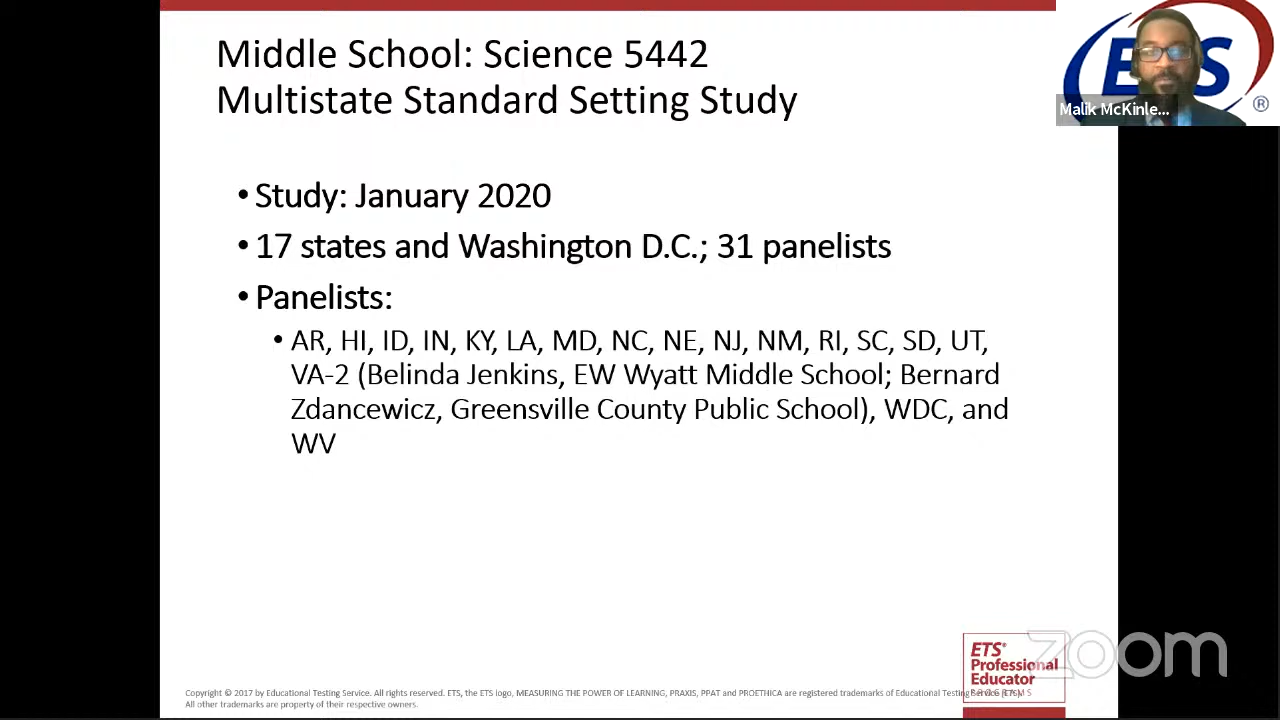 Middle School: Science 5442
Multistate Standard Setting Study
ETS
®
Malik McKinle...
• Study: January 2020
• 17 states and Washington D.C.; 31 panelists
• Panelists:
• AR, HI, ID, IN, KY, LA, MD, NC, NE, NJ, NM, RI, SC, SD, UT,
VA-2 (Belinda Jenkins, EW Wyatt Middle School; Bernard
Zdancewicz, Greensville County Public School), WDC, and
WV
ETS®
Professional
Educator
PROGRAMS
zoom
Copyright © 2017 by Educational Testing Service. All rights reserved. ETS, the ETS logo, MEASURING THE POWER OF LEARNING, PRAXIS, PPAT and PROETHICA are registered trademarks of Educational Testing Service (ETS).
All other trademarks are property of their respective owners.